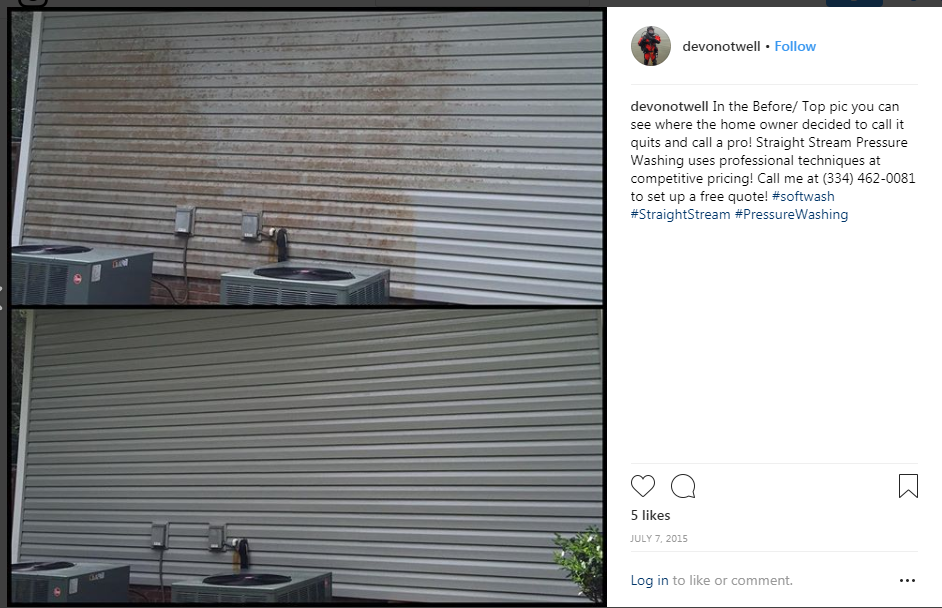 devonotwell • Follow
devonotwell In the Before/ Top pic you can
see where the home owner decided to call it
quits and call a pro! Straight Stream Pressure
Washing uses professional techniques at
competitive pricing! Call me at (334) 462-0081
to set up a free quote! #softwash
#StraightStream #PressureWashing
5 likes
JULY 7, 2015
Log in to like or comment.